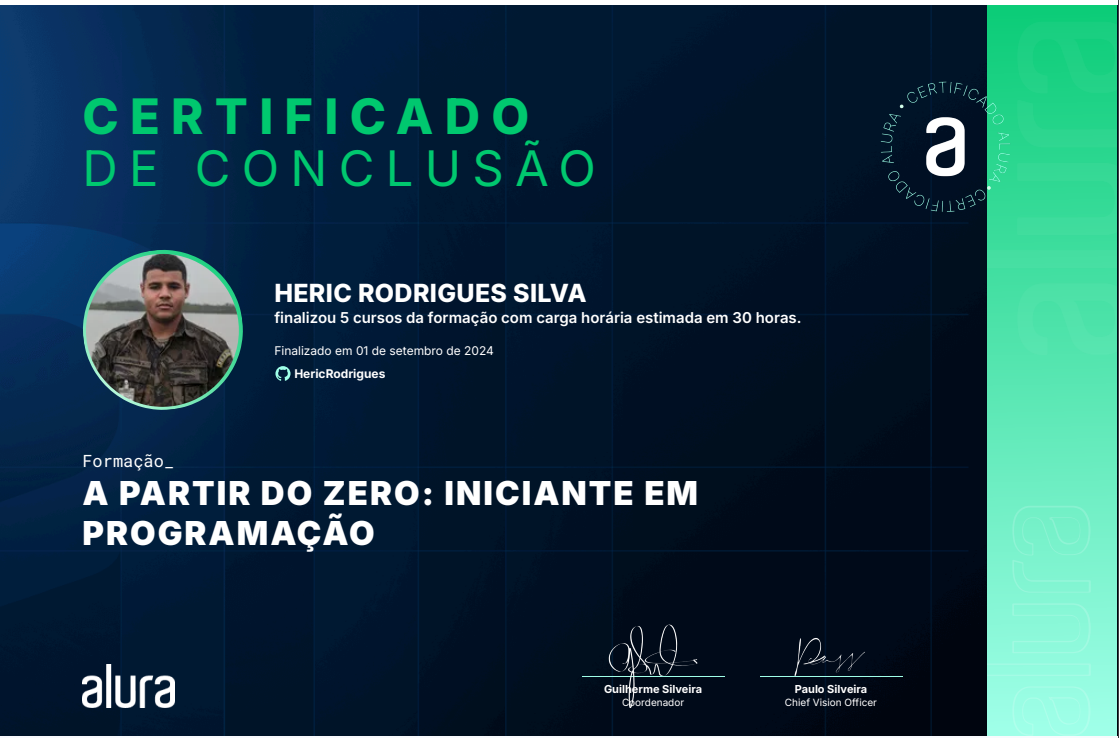 CERTIFICADO
DE CONCLUSÃO
CERTIFICADO ALURA • CERTIFICADO ALURA •
a
HERIC RODRIGUES SILVA
finalizou 5 cursos da formação com carga horária estimada em 30 horas.
Finalizado em 01 de setembro de 2024
HericRodrigues
Formação_
A PARTIR DO ZERO: INICIANTE EM
PROGRAMAÇÃO
alura
Guilherme Silveira
Coordenador
Paulo Silveira
Chief Vision Officer
alura
alura